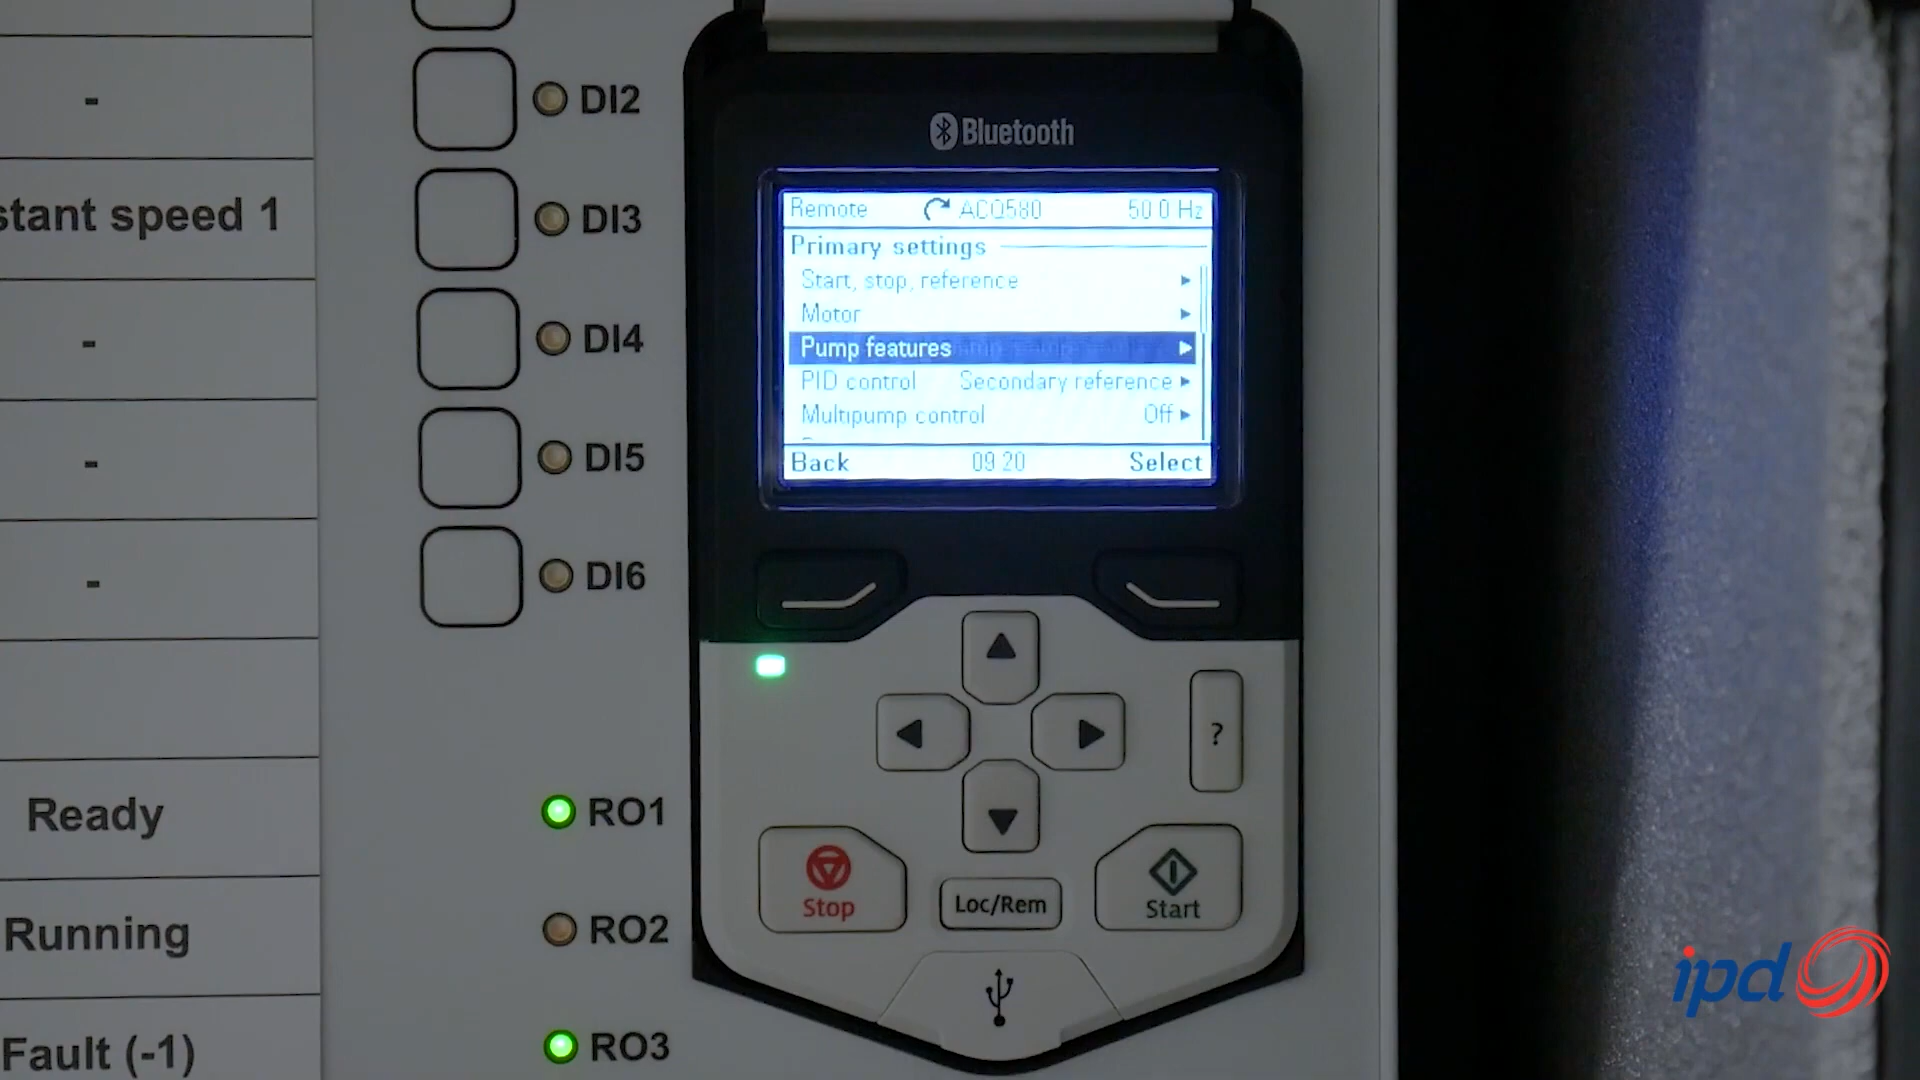 -
DI2
Bluetooth
stant speed 1
DI3
Remote ACQ580 50.0 Hz
Primary settings
Start, stop, reference
Motor
Pump features
PID control Secondary reference
Multipump control Off
Back 09:20 Select
-
DI4
-
DI5
-
DI6
?
Ready
RO1
Stop
Loc/Rem
Start
Running
RO2
Fault (-1)
RO3
ipd